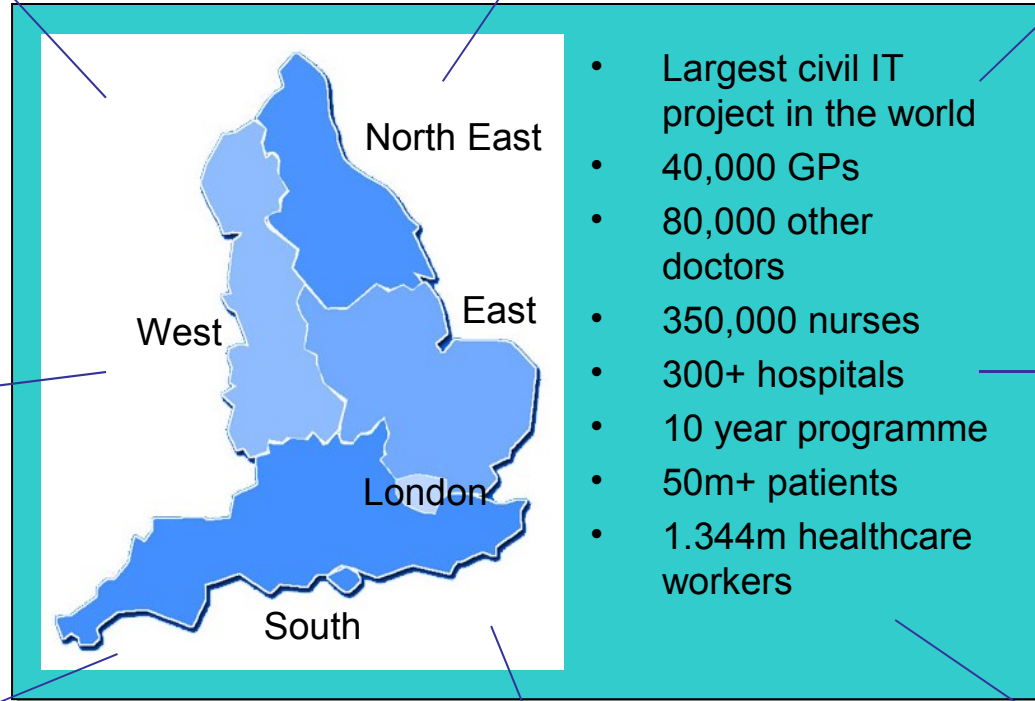 North East
West
East
London
South
• Largest civil IT
project in the world
• 40,000 GPs
• 80,000 other
doctors
• 350,000 nurses
• 300+ hospitals
• 10 year programme
• 50m+ patients
• 1.344m healthcare
workers